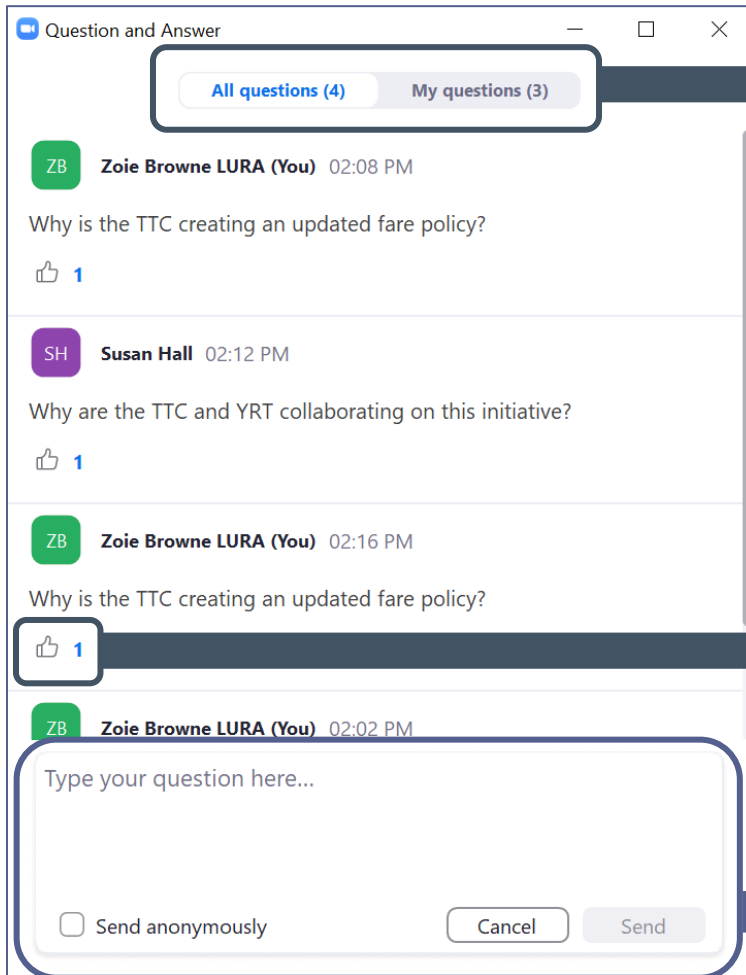 Question and Answer
All questions (4) My questions (3)
ZB Zoie Browne LURA (You) 02:08 PM
Why is the TTC creating an updated fare policy?
1
SH Susan Hall 02:12 PM
Why are the TTC and YRT collaborating on this initiative?
1
ZB Zoie Browne LURA (You) 02:16 PM
Why is the TTC creating an updated fare policy?
1
ZB Zoie Browne LURA (You) 02:02 PM
Type your question here...
Send anonymously Cancel Send